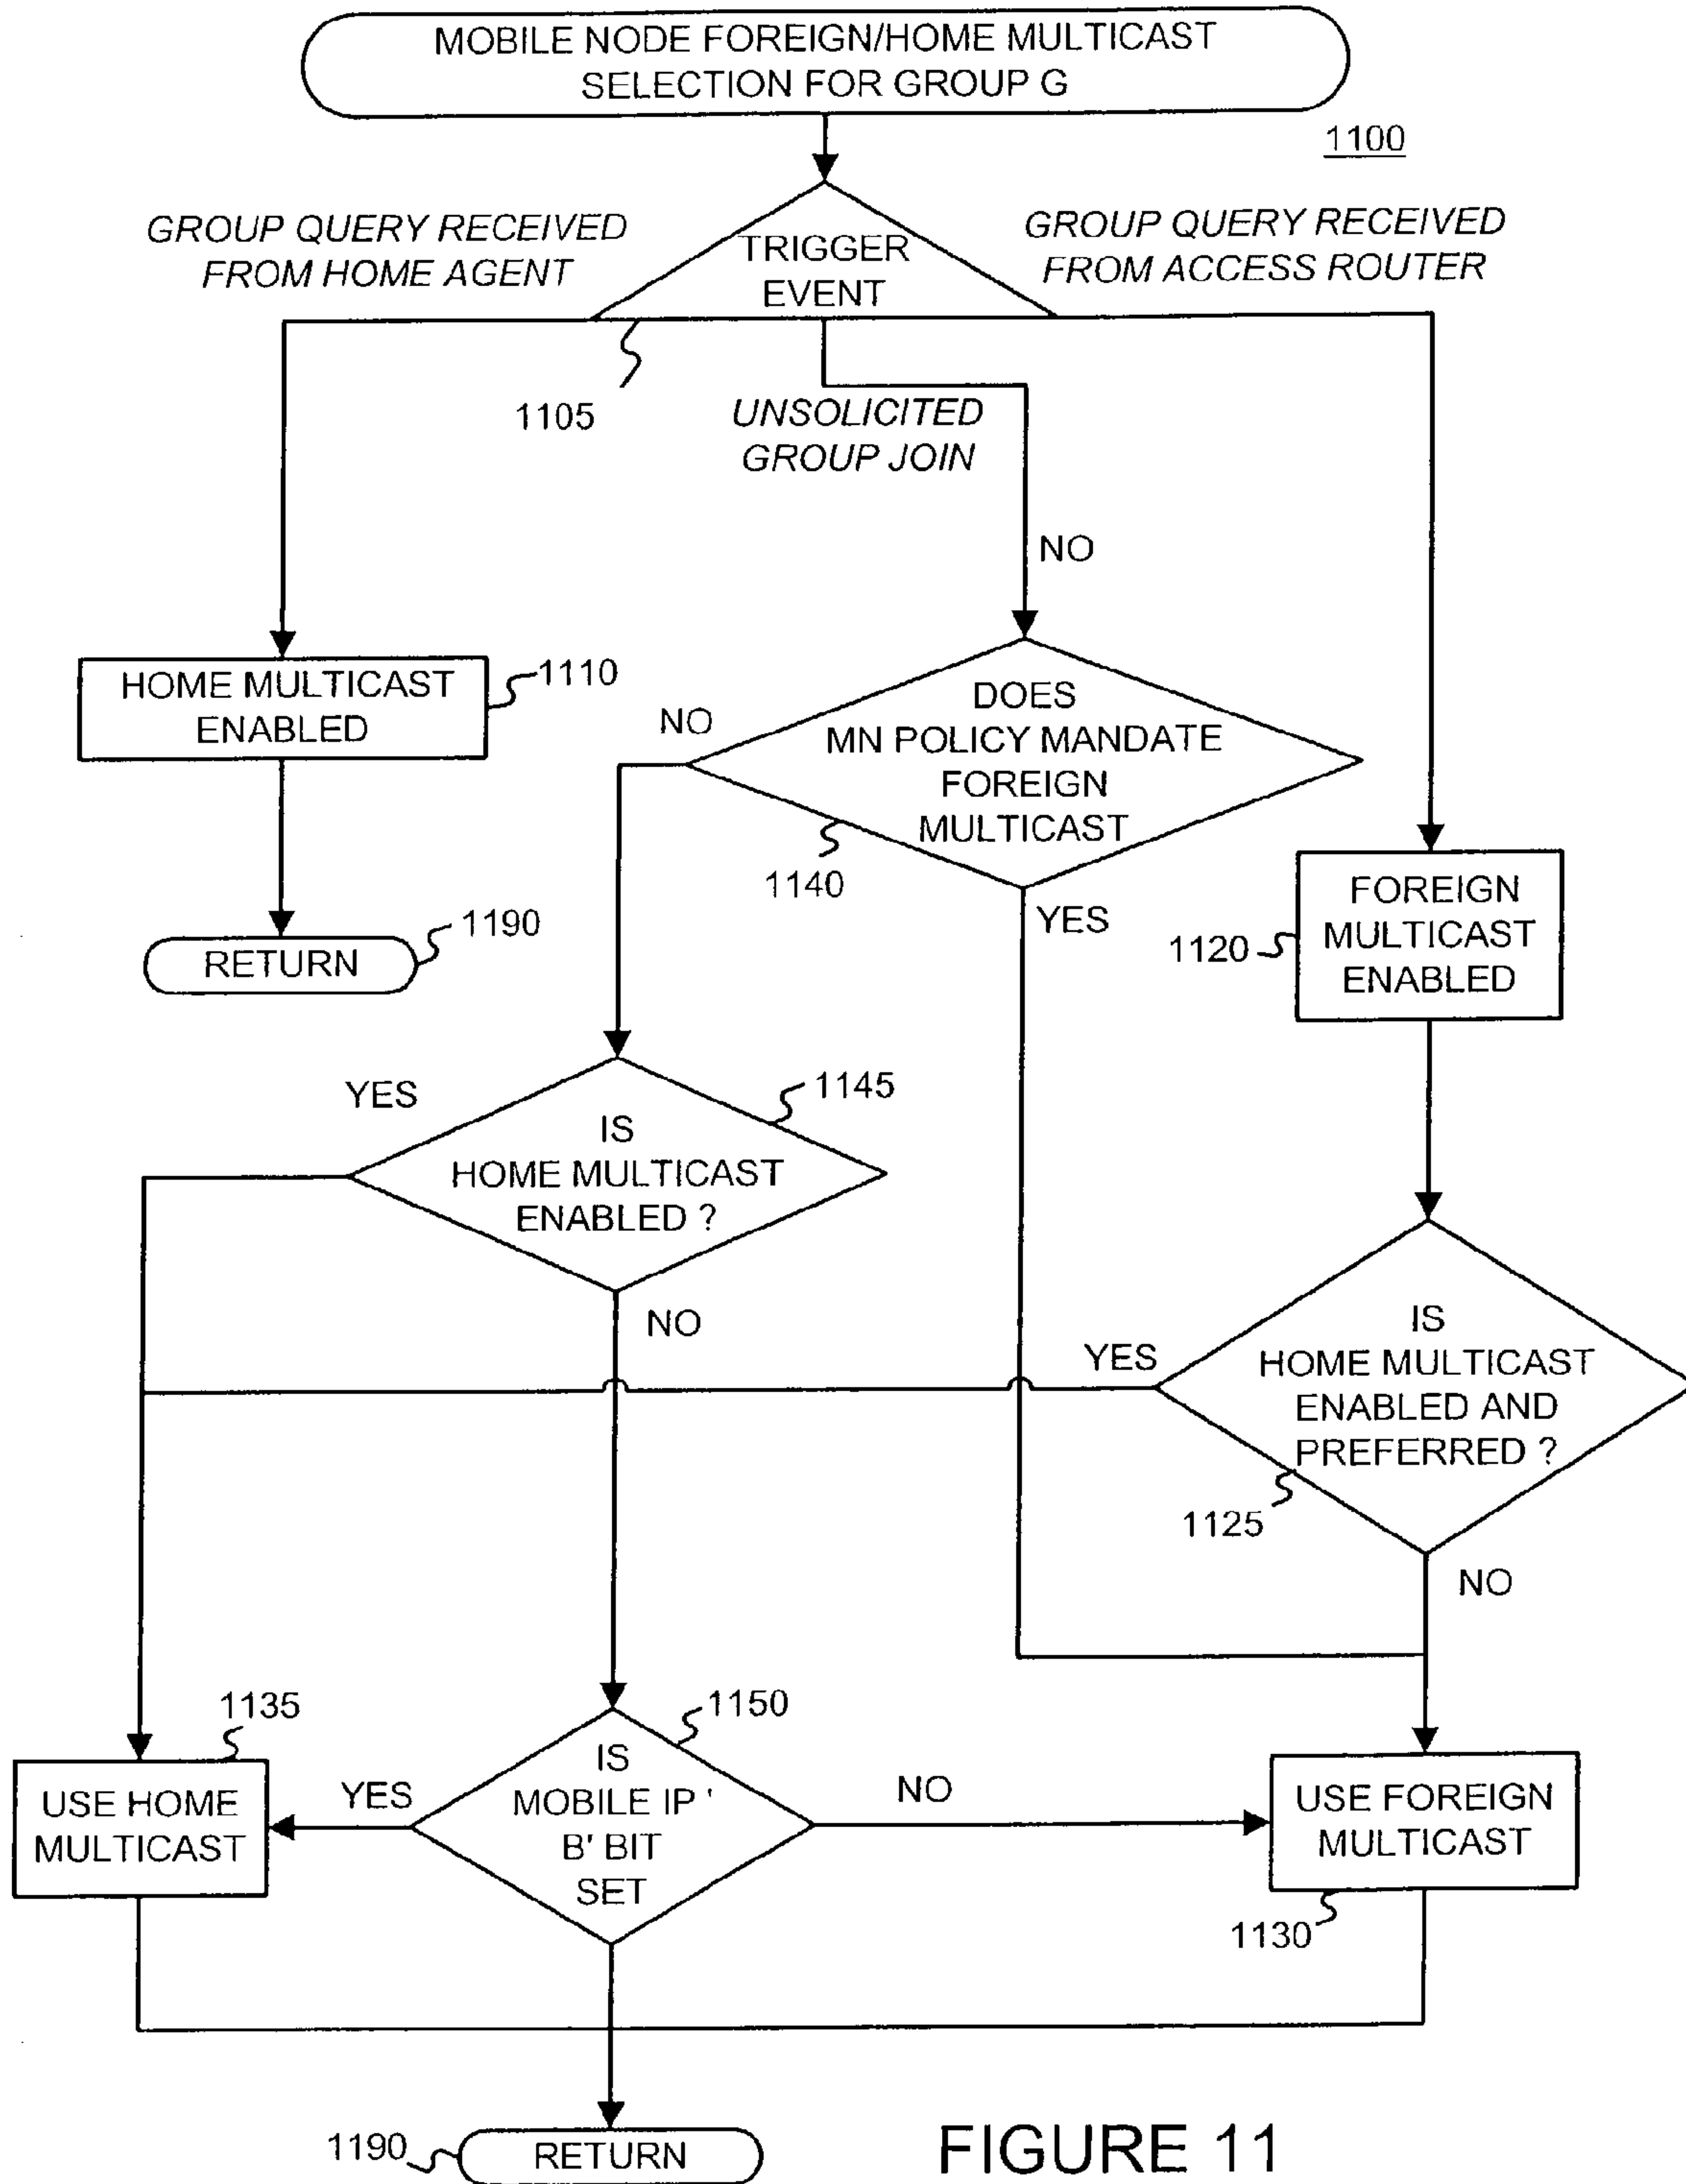 MOBILE NODE FOREIGN/HOME MULTICAST
SELECTION FOR GROUP G
1100
GROUP QUERY RECEIVED
FROM HOME AGENT
TRIGGER
EVENT
GROUP QUERY RECEIVED
FROM ACCESS ROUTER
1105
UNSOLICITED
GROUP JOIN
NO
HOME MULTICAST
ENABLED
1110
NO
DOES
MN POLICY MANDATE
FOREIGN
MULTICAST
1140
YES
FOREIGN
MULTICAST
ENABLED
1120
RETURN
1190
YES
1145
IS
HOME MULTICAST
ENABLED ?
NO
YES
IS
HOME MULTICAST
ENABLED AND
PREFERRED ?
1125
NO
1135
USE HOME
MULTICAST
YES
1150
IS
MOBILE IP '
B' BIT
SET
NO
USE FOREIGN
MULTICAST
1130
1190
RETURN
FIGURE 11